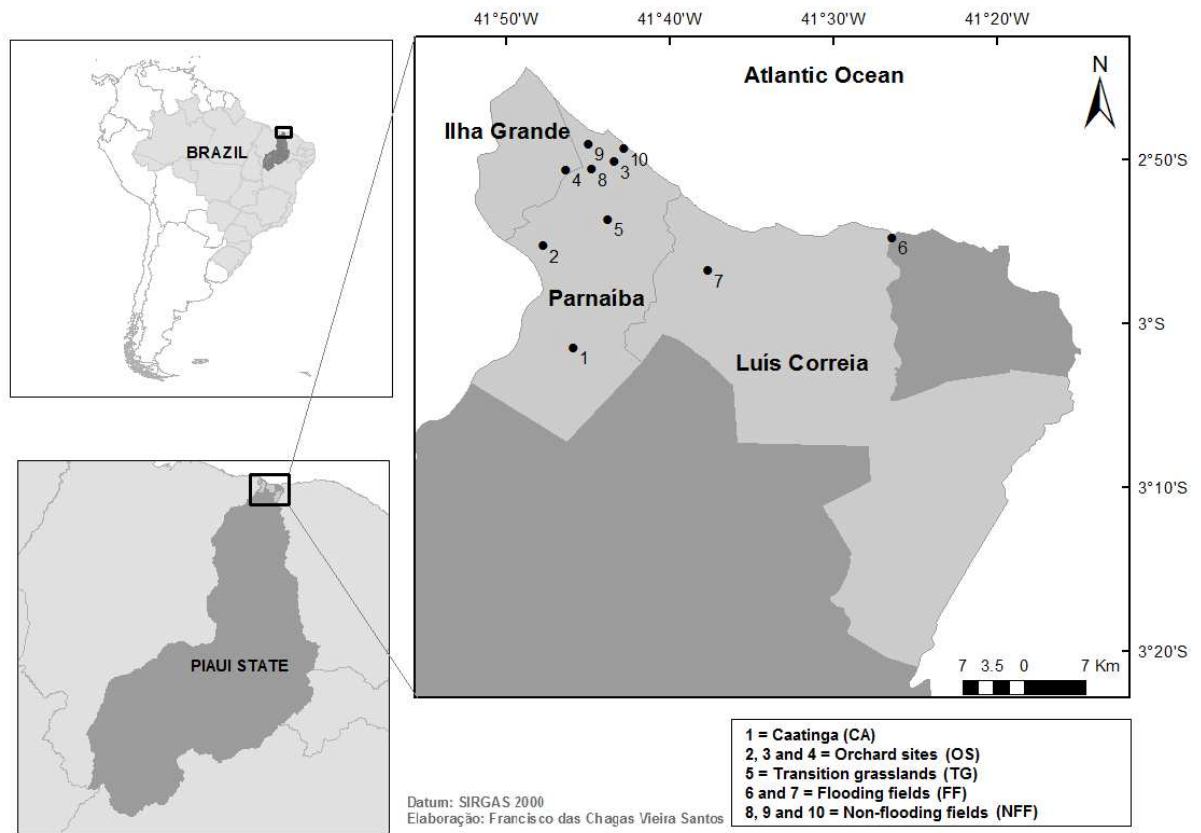 41°50'W 41°40'W 41°30'W 41°20'W
Atlantic Ocean
N
BRAZIL
Ilha Grande
9
10
3
4
8
2°50'S
5
2
6
7
Parnaíba
3°S
1
Luís Correia
3°10'S
PIAUI STATE
3°20'S
7 3.5 0 7 Km
1 = Caatinga (CA)
2, 3 and 4 = Orchard sites (OS)
5 = Transition grasslands (TG)
6 and 7 = Flooding fields (FF)
8, 9 and 10 = Non-flooding fields (NFF)
Datum: SIRGAS 2000
Elaboração: Francisco das Chagas Vieira Santos